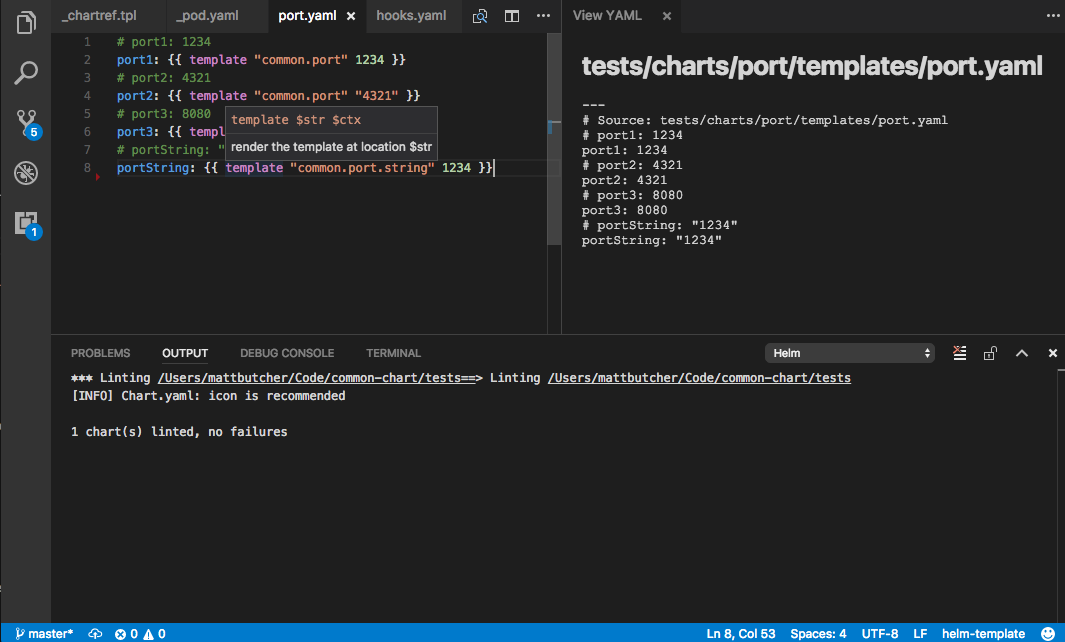 _chartref.tpl
_pod.yaml
port.yaml
hooks.yaml
View YAML
1 # port1: 1234
2 port1: {{ template "common.port" 1234 }}
3 # port2: 4321
4 port2: {{ template "common.port" "4321" }}
5 # port3: 8080
6 port3: {{ templ
7 # portString: "
8 portString: {{ template "common.port.string" 1234 }}
template $str $ctx
render the template at location $str
tests/charts/port/templates/port.yaml
---
# Source: tests/charts/port/templates/port.yaml
# port1: 1234
port1: 1234
# port2: 4321
port2: 4321
# port3: 8080
port3: 8080
# portString: "1234"
portString: "1234"
5
1
PROBLEMS
OUTPUT
DEBUG CONSOLE
TERMINAL
Helm
*** Linting /Users/mattbutcher/Code/common-chart/tests==> Linting /Users/mattbutcher/Code/common-chart/tests
[INFO] Chart.yaml: icon is recommended
1 chart(s) linted, no failures
master*
0
0
Ln 8, Col 53
Spaces: 4
UTF-8
LF
helm-template